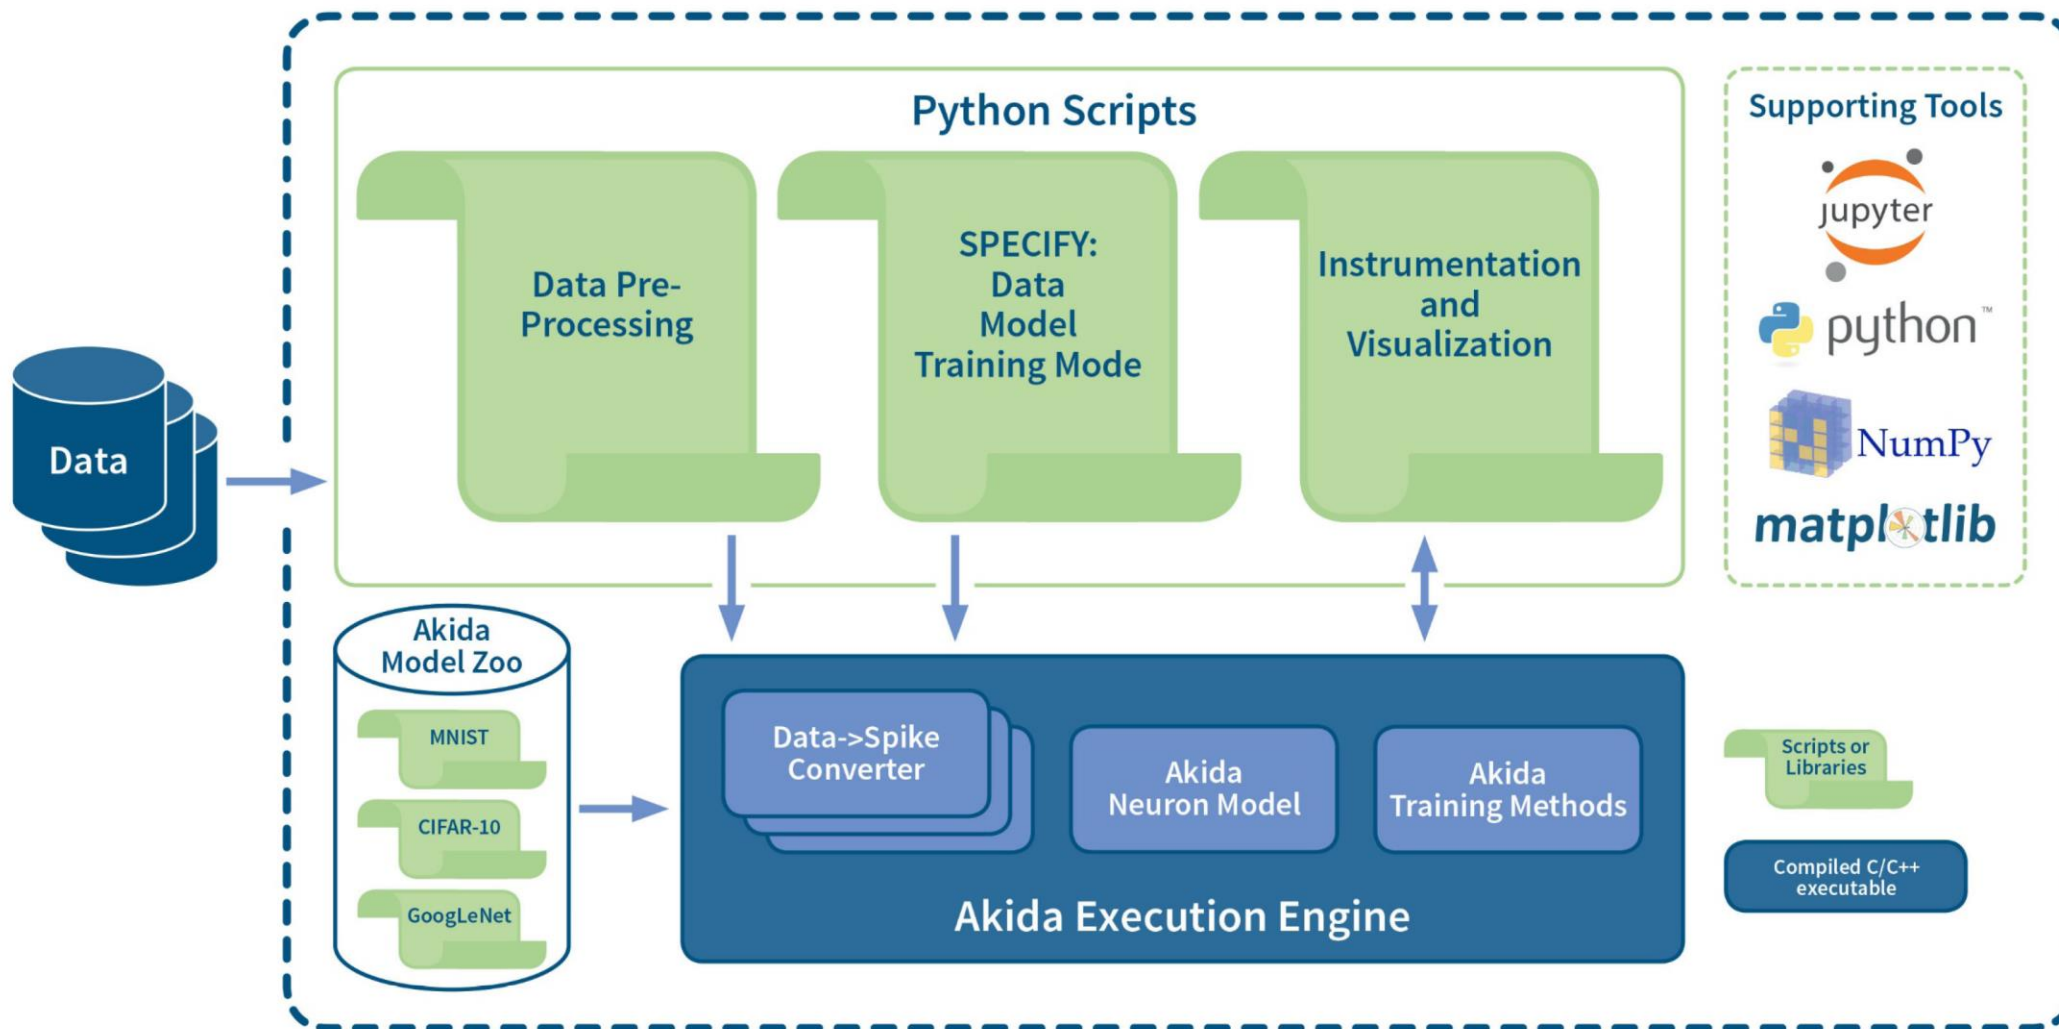 Python Scripts
Data Pre-
Processing
SPECIFY:
Data
Model
Training Mode
Instrumentation
and
Visualization
Supporting Tools
jupyter
python™
NumPy
matplotlib
Data
Akida
Model Zoo
MNIST
CIFAR-10
GoogLeNet
Data->Spike
Converter
Akida
Neuron Model
Akida
Training Methods
Akida Execution Engine
Scripts or
Libraries
Compiled C/C++
executable